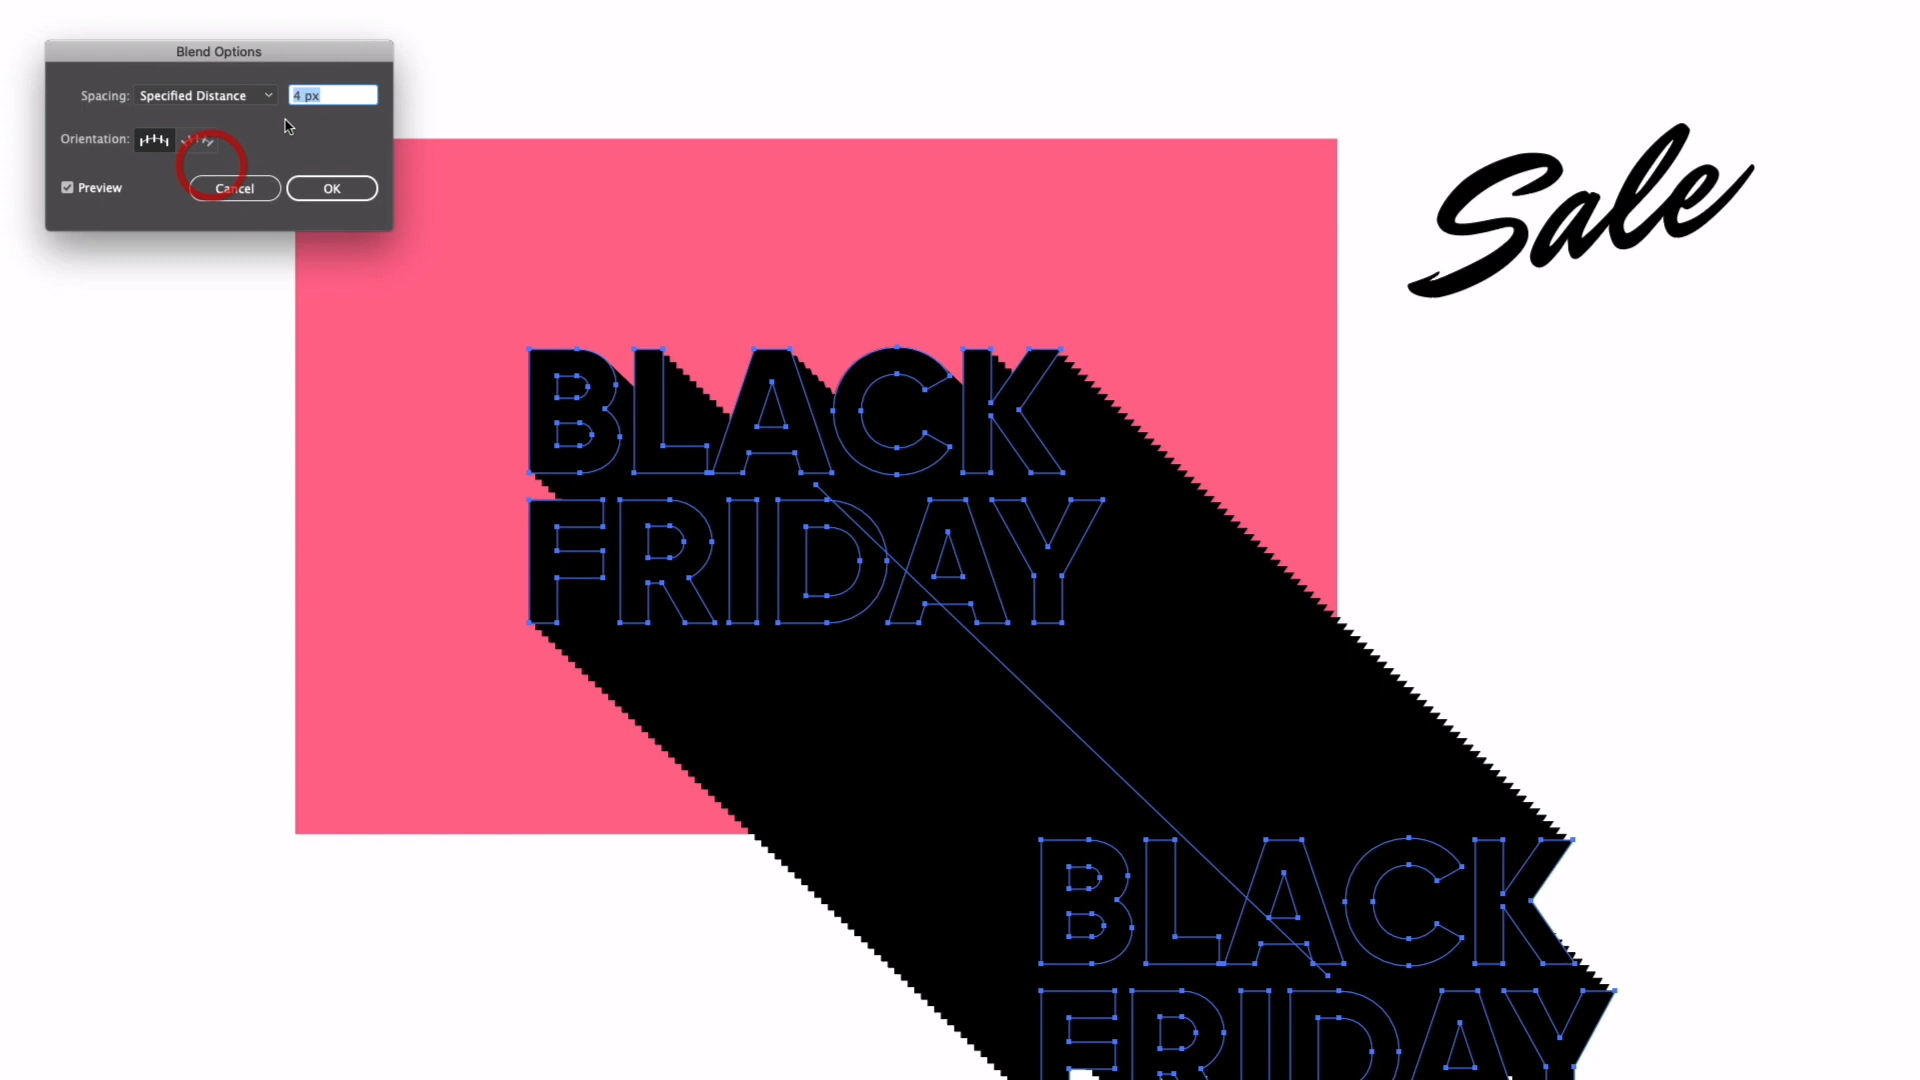 Blend Options
Spacing: Specified Distance 4 px
Orientation:
Preview Cancel OK
Sale
BLACK
FRIDAY
BLACK
FRIDAY